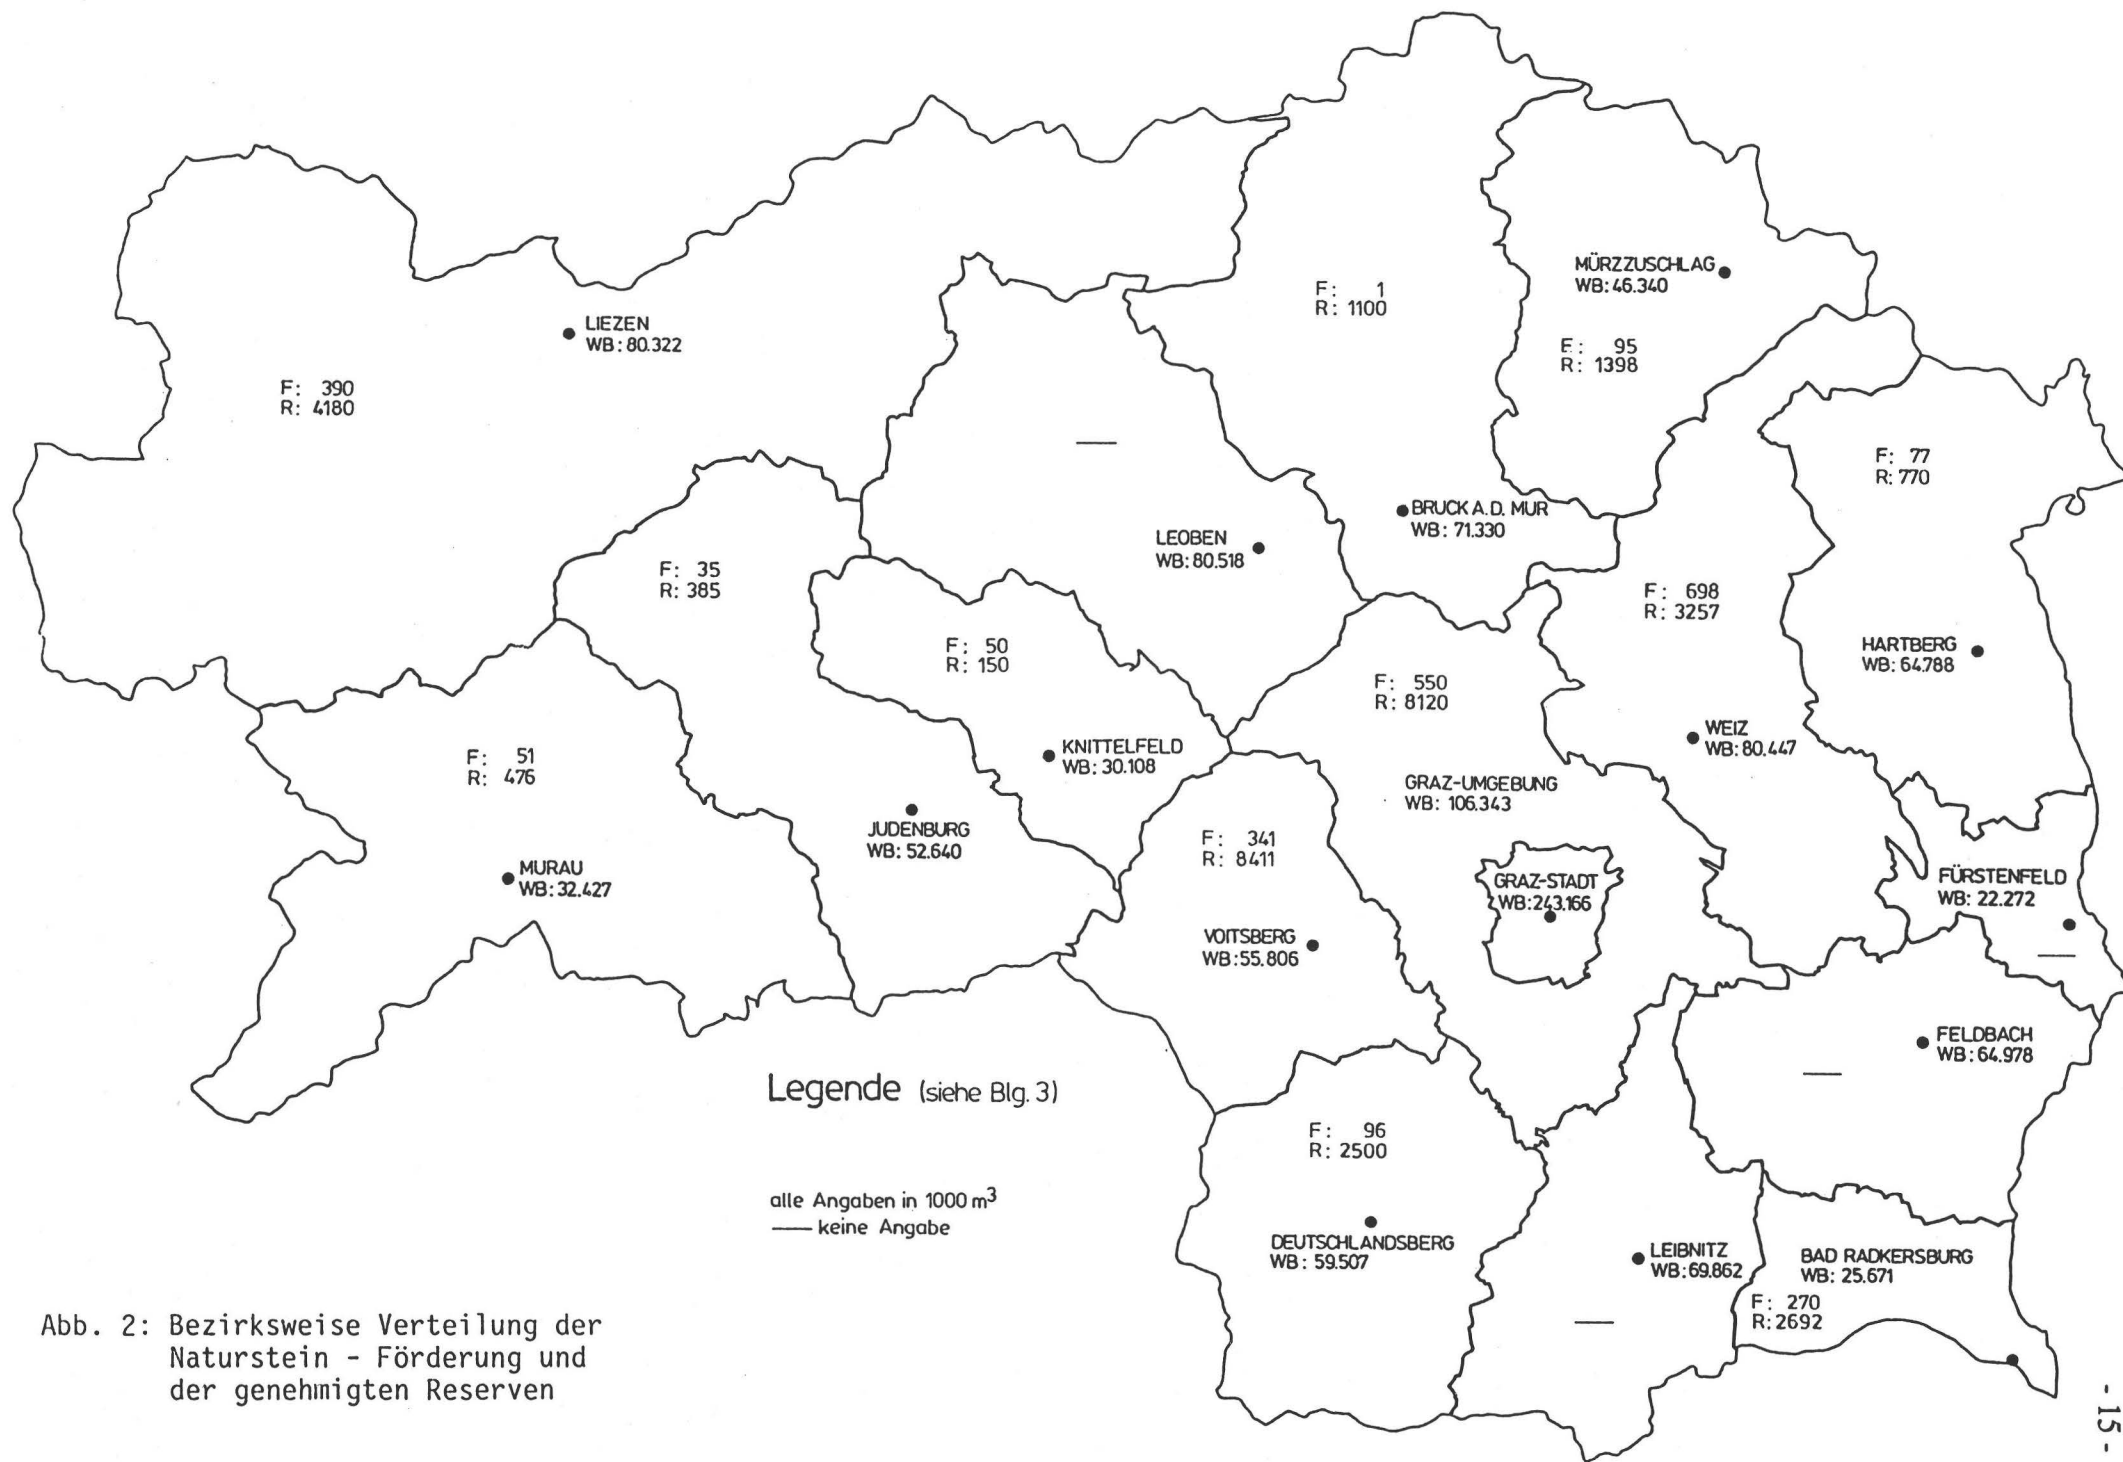 MÜRZZUSCHLAG
WB: 46.340
F: 1
R: 1100
LIEZEN
WB: 80.322
F: 95
R: 1398
F: 390
R: 4180
F: 77
R: 770
BRUCK A.D. MUR
WB: 71.330
LEOBEN
WB: 80.518
F: 35
R: 385
F: 698
R: 3257
F: 50
R: 150
HARTBERG
WB: 64.788
F: 550
R: 8120
WEIZ
WB: 80.447
KNITTELFELD
WB: 30.108
F: 51
R: 476
GRAZ-UMGEBUNG
WB: 106.343
JUDENBURG
WB: 52.640
F: 341
R: 8411
MURAU
WB: 32.427
GRAZ-STADT
WB: 243.166
FÜRSTENFELD
WB: 22.272
VOITSBERG
WB: 55.806
FELDBACH
WB: 64.978
Legende (siehe Blg. 3)
F: 96
R: 2500
alle Angaben in 1000 m³
— keine Angabe
DEUTSCHLANDSBERG
WB: 59.507
LEIBNITZ
WB: 69.862
BAD RADKERSBURG
WB: 25.671
F: 270
R: 2692
Abb. 2: Bezirksweise Verteilung der
Naturstein - Förderung und
der genehmigten Reserven
- 15 -